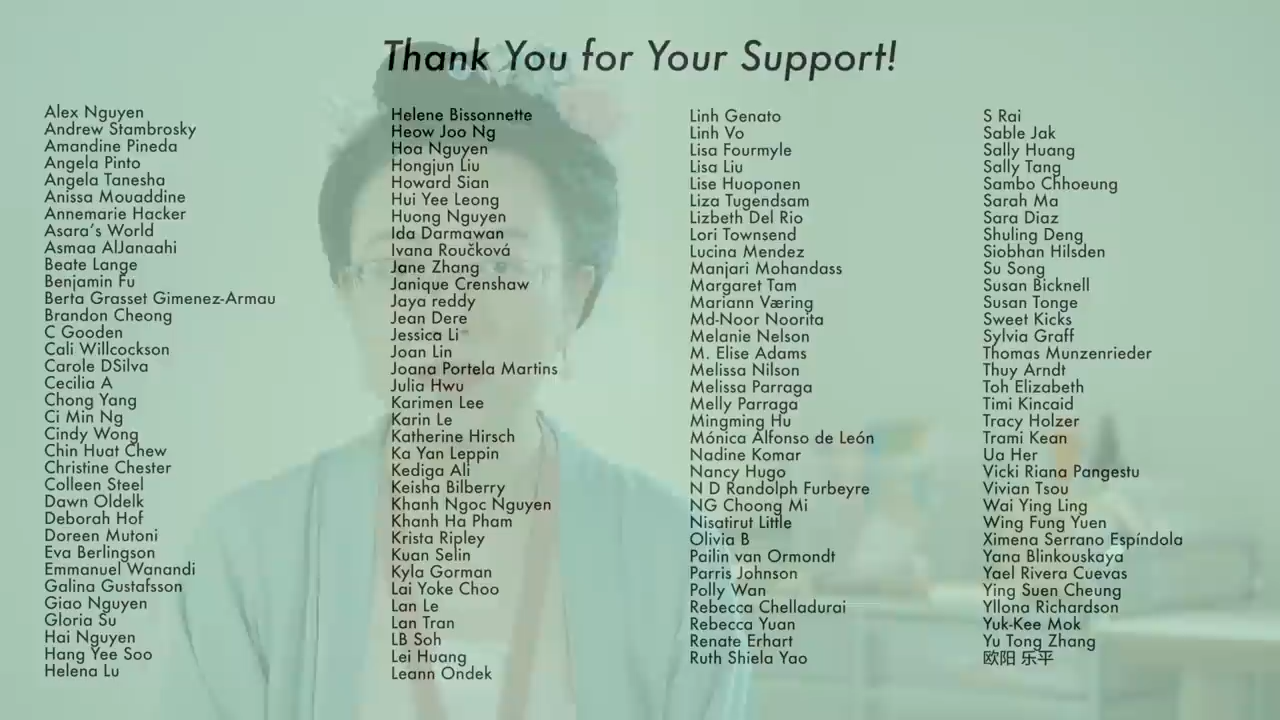 Thank You for Your Support!
Alex Nguyen
Andrew Stambrosky
Amandine Pineda
Angela Pinto
Angela Tanesha
Anissa Mouaddine
Annemarie Hacker
Asara's World
Asmaa AlJanaahi
Beate Lange
Benjamin Fu
Berta Grasset Gimenez-Armau
Brandon Cheong
C Gooden
Cali Willcockson
Carole DSilva
Cecilia A
Chong Yang
Ci Min Ng
Cindy Wong
Chin Huat Chew
Christine Chester
Colleen Steel
Dawn Oldelk
Deborah Hof
Doreen Mutoni
Eva Berlingson
Emmanuel Wanandi
Galina Gustafsson
Giao Nguyen
Gloria Su
Hai Nguyen
Hang Yee Soo
Helena Lu
Helene Bissonnette
Heow Joo Ng
Hoa Nguyen
Hongjun Liu
Howard Sian
Hui Yee Leong
Huong Nguyen
Ida Darmawan
Ivana Roučková
Jane Zhang
Janique Crenshaw
Jaya reddy
Jean Dere
Jessica Li
Joan Lin
Joana Portela Martins
Julia Hwu
Karimen Lee
Karin Le
Katherine Hirsch
Ka Yan Leppin
Kediga Ali
Keisha Bilberry
Khanh Ngoc Nguyen
Khanh Ha Pham
Krista Ripley
Kuan Selin
Kyla Gorman
Lai Yoke Choo
Lan Le
Lan Tran
LB Soh
Lei Huang
Leann Ondek
Linh Genato
Linh Vo
Lisa Fourmyle
Lisa Liu
Lise Huoponen
Liza Tugendsam
Lizbeth Del Rio
Lori Townsend
Lucina Mendez
Manjari Mohandass
Margaret Tam
Mariann Væring
Md-Noor Noorita
Melanie Nelson
M. Elise Adams
Melissa Nilson
Melissa Parraga
Melly Parraga
Mingming Hu
Mónica Alfonso de León
Nadine Komar
Nancy Hugo
N D Randolph Furbeyre
NG Choong Mi
Nisatirut Little
Olivia B
Pailin van Ormondt
Parris Johnson
Polly Wan
Rebecca Chelladurai
Rebecca Yuan
Renate Erhart
Ruth Shiela Yao
S Rai
Sable Jak
Sally Huang
Sally Tang
Sambo Chhoeung
Sarah Ma
Sara Diaz
Shuling Deng
Siobhan Hilsden
Su Song
Susan Bicknell
Susan Tonge
Sweet Kicks
Sylvia Graff
Thomas Munzenrieder
Thuy Arndt
Toh Elizabeth
Timi Kincaid
Tracy Holzer
Trami Kean
Ua Her
Vicki Riana Pangestu
Vivian Tsou
Wai Ying Ling
Wing Fung Yuen
Ximena Serrano Espíndola
Yana Blinkouskaya
Yael Rivera Cuevas
Ying Suen Cheung
Yllona Richardson
Yuk-Kee Mok
Yu Tong Zhang
欧阳 乐平